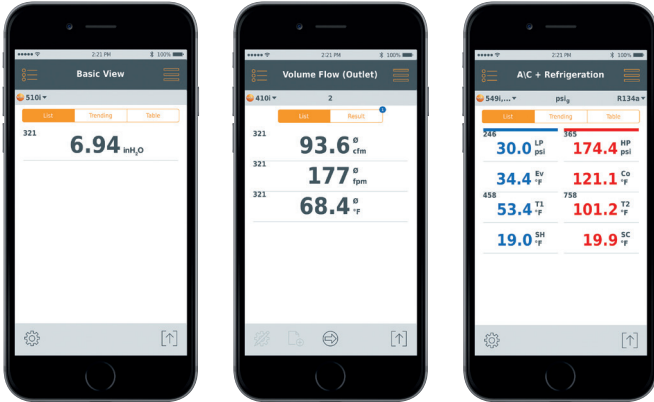 2:21 PM 100%
Basic View
510i
List Trending Table
321
6.94 inH₂O
2:21 PM 100%
Volume Flow (Outlet)
410i 2
List Result
321
93.6 ø cfm
321
177 ø fpm
321
68.4 ø °F
2:21 PM 100%
A\C + Refrigeration
549i,... psig R134a
List Trending Table
246 365
30.0 LP psi 174.4 HP psi
34.4 Ev °F 121.1 Co °F
458 758
53.4 T1 °F 101.2 T2 °F
19.0 SH °F 19.9 SC °F